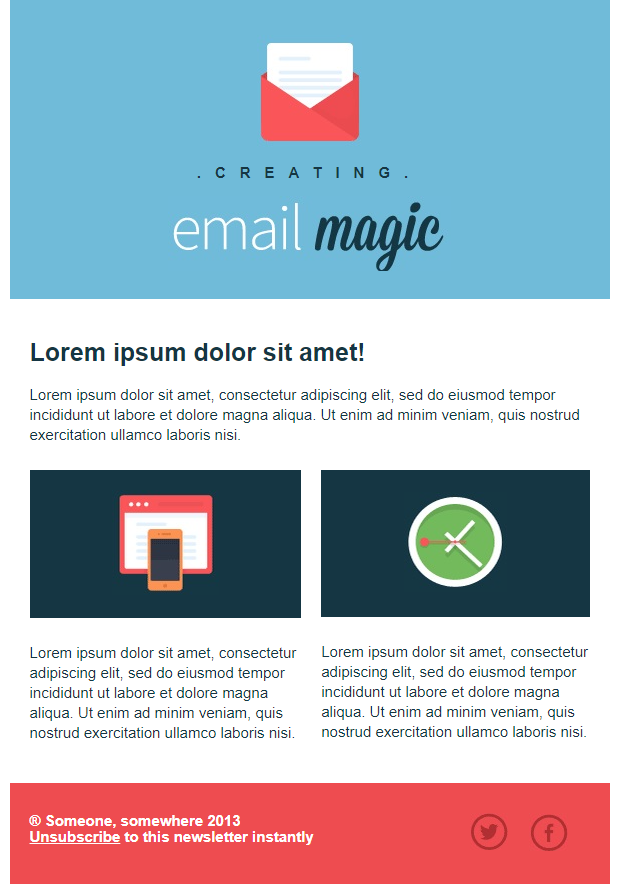 . C R E A T I N G .
email magic
Lorem ipsum dolor sit amet!
Lorem ipsum dolor sit amet, consectetur adipiscing elit, sed do eiusmod tempor
incididunt ut labore et dolore magna aliqua. Ut enim ad minim veniam, quis nostrud
exercitation ullamco laboris nisi.
Lorem ipsum dolor sit amet, consectetur
adipiscing elit, sed do eiusmod tempor
incididunt ut labore et dolore magna
aliqua. Ut enim ad minim veniam, quis
nostrud exercitation ullamco laboris nisi.
Lorem ipsum dolor sit amet, consectetur
adipiscing elit, sed do eiusmod tempor
incididunt ut labore et dolore magna
aliqua. Ut enim ad minim veniam, quis
nostrud exercitation ullamco laboris nisi.
® Someone, somewhere 2013
Unsubscribe to this newsletter instantly